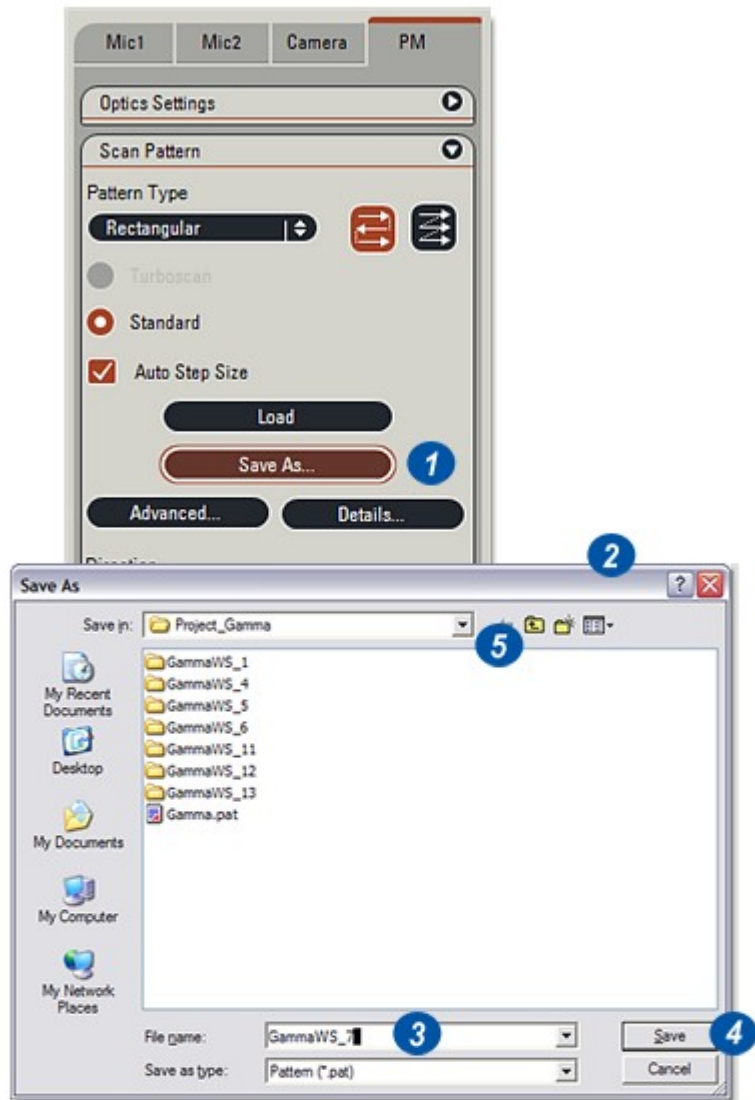 Mic1 Mic2 Camera PM
Optics Settings
Scan Pattern
Pattern Type
Rectangular
Turboscan
Standard
Auto Step Size
Load
Save As... 1
Advanced... Details...
Direction
2
Save As ?
Save in: Project_Gamma
5
GammaWS_1
GammaWS_4
GammaWS_5
GammaWS_6
GammaWS_11
GammaWS_12
GammaWS_13
Gamma.pat
My Recent
Documents
Desktop
My Documents
My Computer
My Network
Places
File name: GammaWS_7 3 Save 4
Save as type: Pattern (*.pat) Cancel